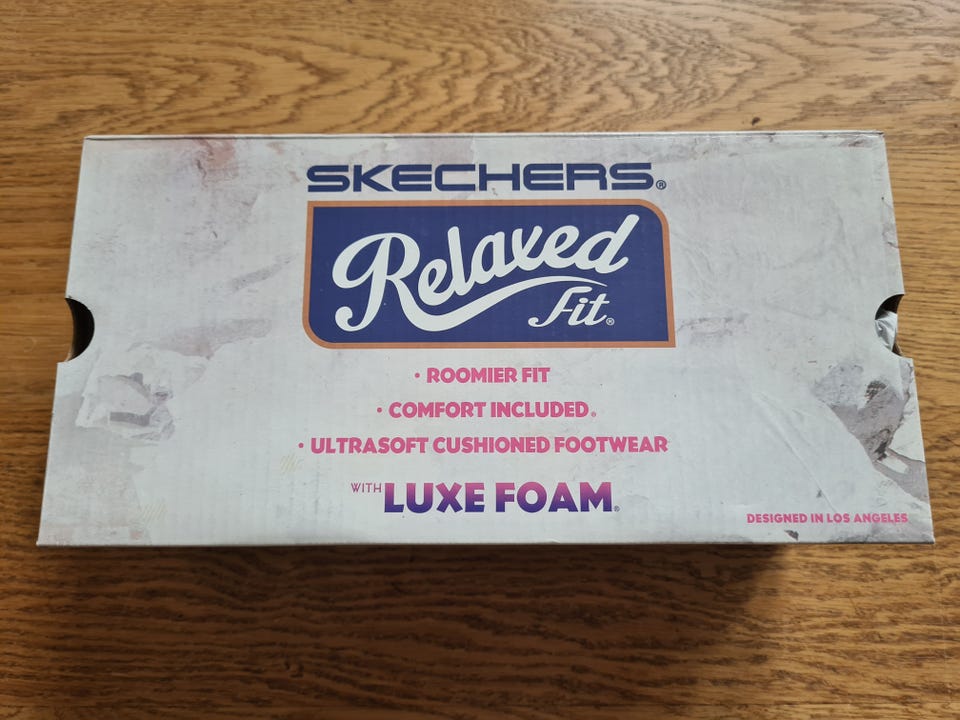 SKECHERS®
Relaxed
Fit®
• ROOMIER FIT
• COMFORT INCLUDED®
• ULTRASOFT CUSHIONED FOOTWEAR
WITH LUXE FOAM®
DESIGNED IN LOS ANGELES